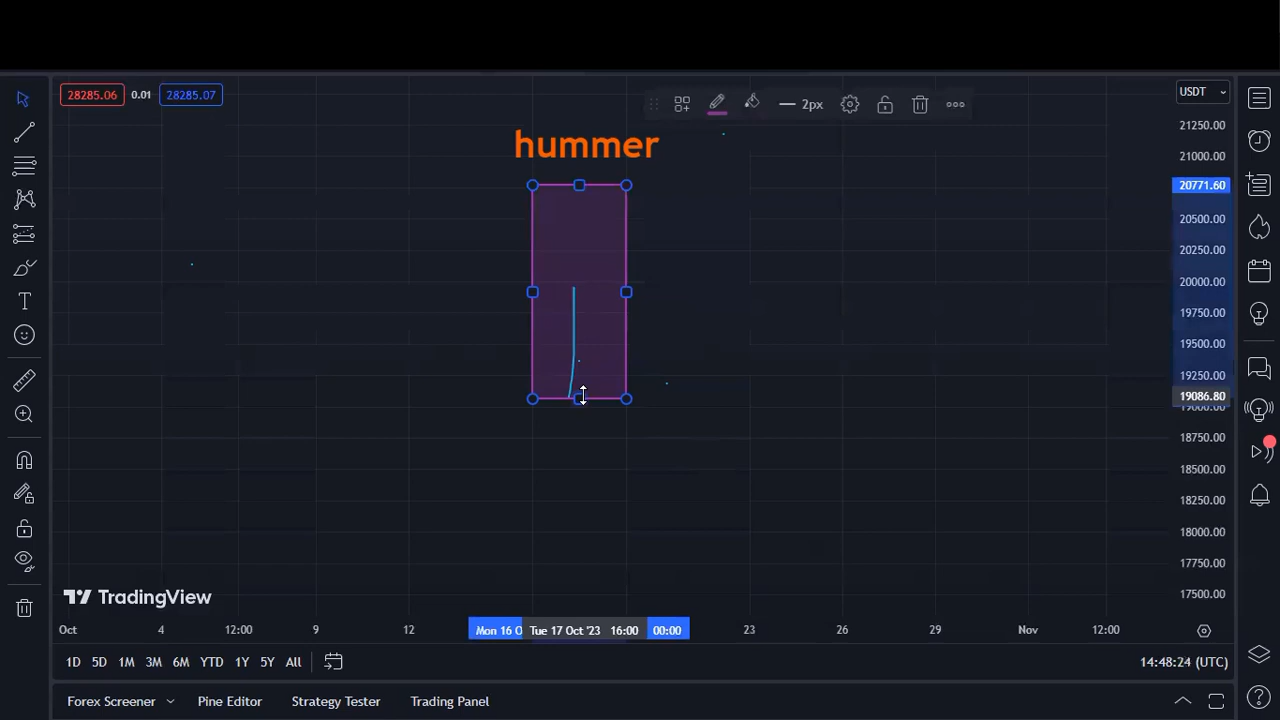 28285.06 0.01 28285.07
2px
USDT
hummer
21250.00
21000.00
20771.60
20500.00
20250.00
20000.00
19750.00
19500.00
19250.00
19086.80
19000.00
18750.00
18500.00
18250.00
18000.00
17750.00
17500.00
TradingView
Oct 4 12:00 9 12 Mon 16 O Tue 17 Oct '23 16:00 00:00 23 26 29 Nov 12:00
1D 5D 1M 3M 6M YTD 1Y 5Y All 14:48:24 (UTC)
Forex Screener Pine Editor Strategy Tester Trading Panel